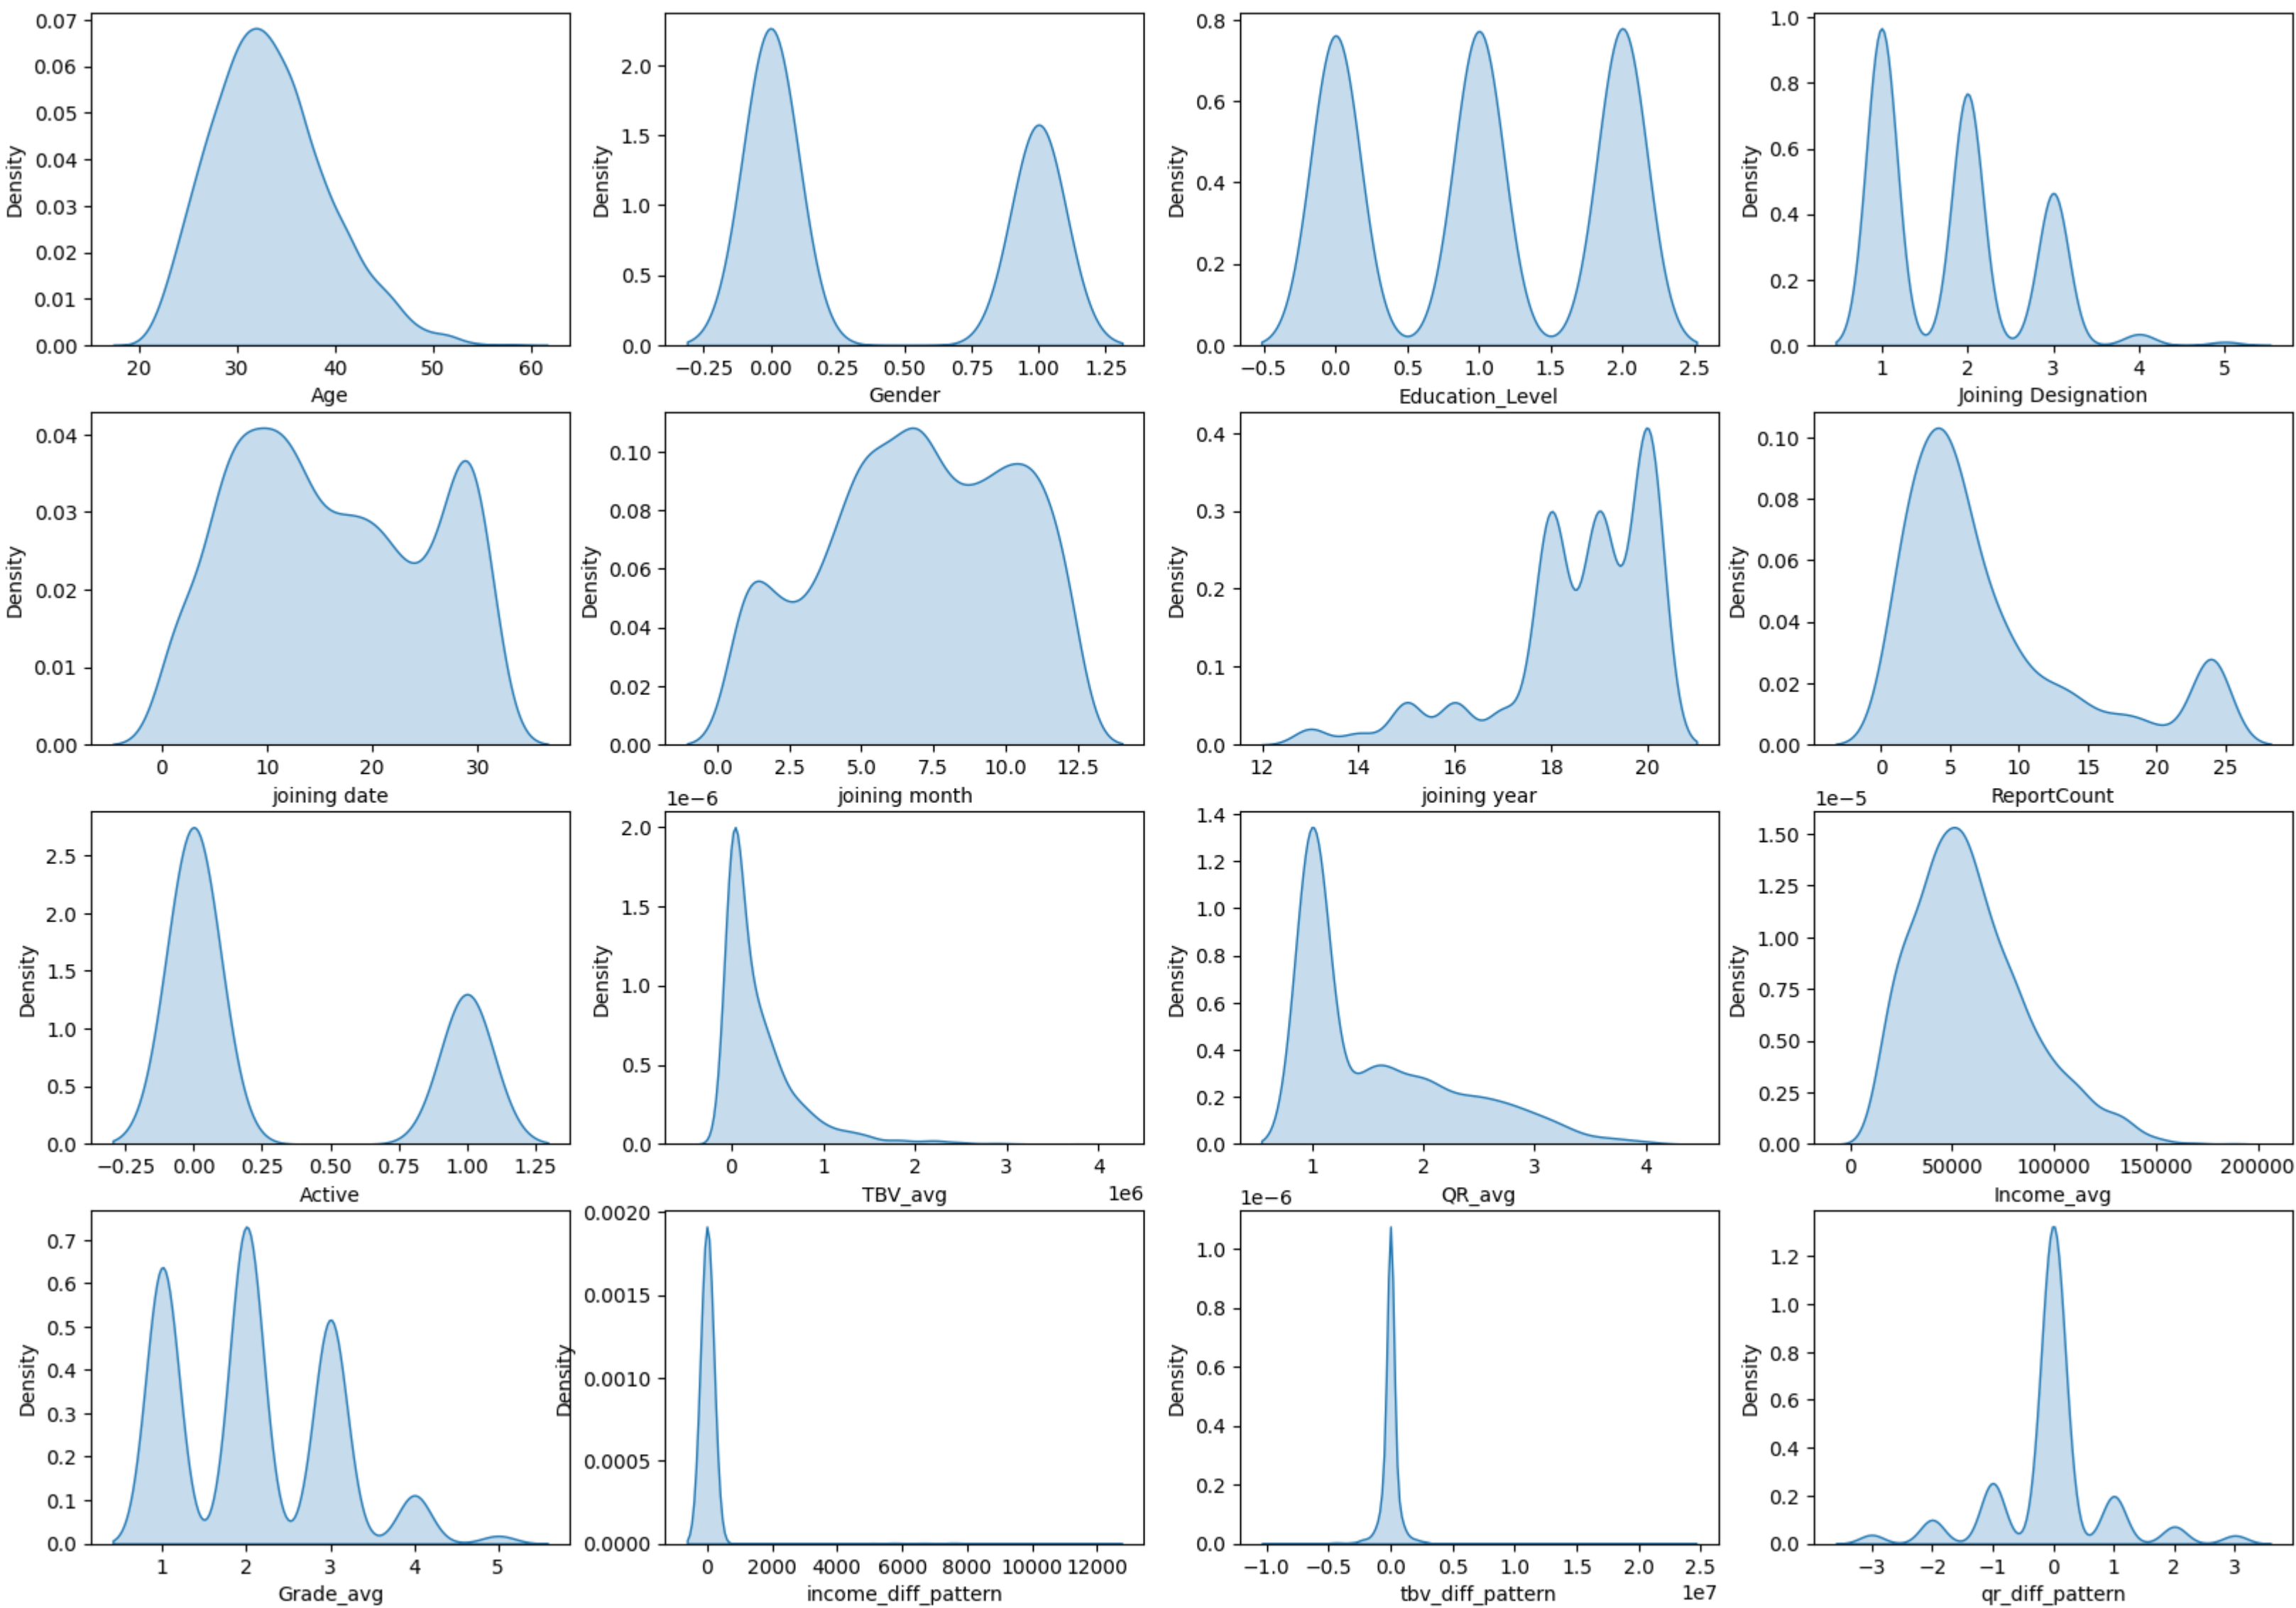 0.07
0.06
0.05
0.04
0.03
0.02
0.01
0.00
Density
20 30 40 50 60
Age
2.0
1.5
1.0
0.5
0.0
Density
−0.25 0.00 0.25 0.50 0.75 1.00 1.25
Gender
0.8
0.6
0.4
0.2
0.0
Density
−0.5 0.0 0.5 1.0 1.5 2.0 2.5
Education_Level
1.0
0.8
0.6
0.4
0.2
0.0
Density
1 2 3 4 5
Joining Designation
0.04
0.03
0.02
0.01
0.00
Density
0 10 20 30
joining date
0.10
0.08
0.06
0.04
0.02
0.00
Density
0.0 2.5 5.0 7.5 10.0 12.5
joining month
0.4
0.3
0.2
0.1
0.0
Density
12 14 16 18 20
joining year
0.10
0.08
0.06
0.04
0.02
0.00
Density
0 5 10 15 20 25
ReportCount
2.5
2.0
1.5
1.0
0.5
0.0
Density
−0.25 0.00 0.25 0.50 0.75 1.00 1.25
Active
1e−6
2.0
1.5
1.0
0.5
0.0
Density
0 1 2 3 4
TBV_avg
1e6
1.4
1.2
1.0
0.8
0.6
0.4
0.2
0.0
Density
1 2 3 4
QR_avg
1e−5
1.50
1.25
1.00
0.75
0.50
0.25
0.00
Density
0 50000 100000 150000 200000
Income_avg
0.7
0.6
0.5
0.4
0.3
0.2
0.1
0.0
Density
1 2 3 4 5
Grade_avg
0.0020
0.0015
0.0010
0.0005
0.0000
Density
0 2000 4000 6000 8000 10000 12000
income_diff_pattern
1e−6
1.0
0.8
0.6
0.4
0.2
0.0
Density
−1.0 −0.5 0.0 0.5 1.0 1.5 2.0 2.5
tbv_diff_pattern
1e7
1.2
1.0
0.8
0.6
0.4
0.2
0.0
Density
−3 −2 −1 0 1 2 3
qr_diff_pattern